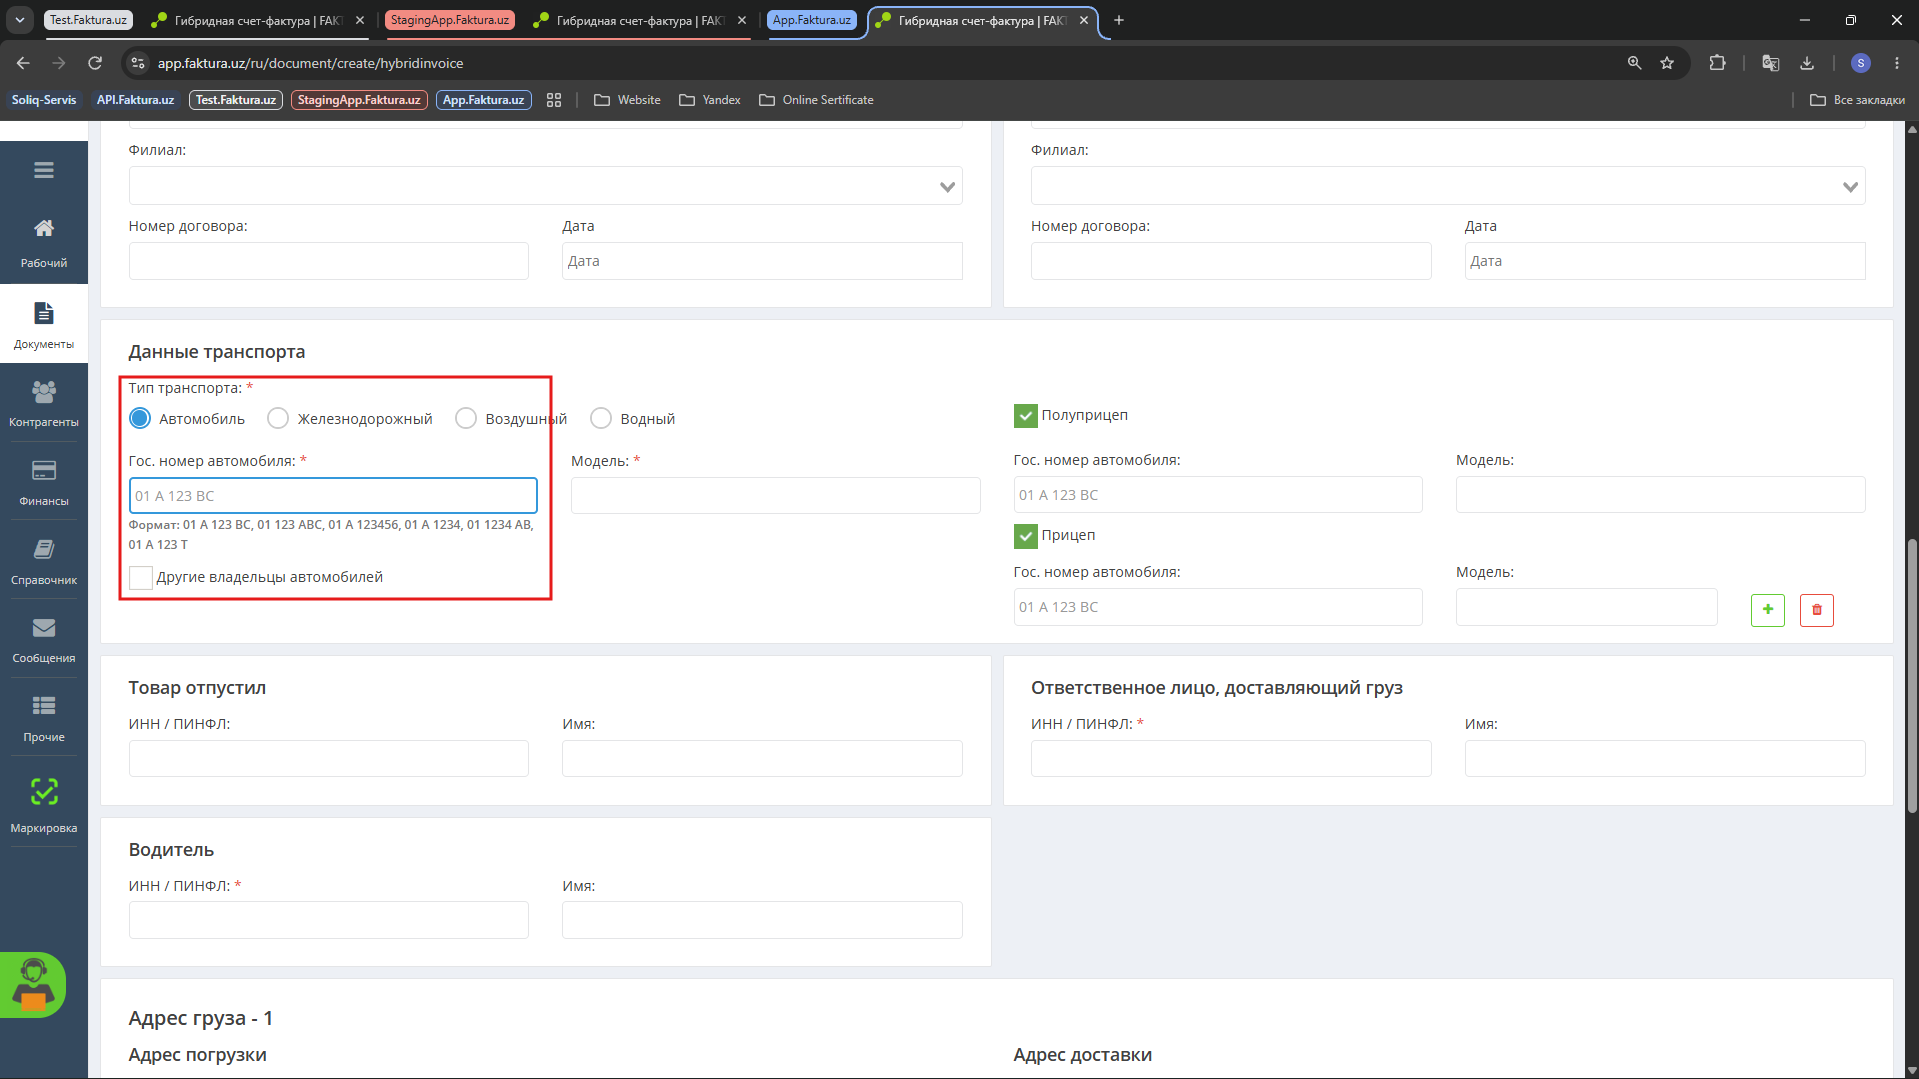 Test.Faktura.uz
Гибридная счет-фактура | FAKT
StagingApp.Faktura.uz
Гибридная счет-фактура | FAKT
App.Faktura.uz
Гибридная счет-фактура | FAKT
app.faktura.uz/ru/document/create/hybridinvoice
S
Soliq-Servis
API.Faktura.uz
Test.Faktura.uz
StagingApp.Faktura.uz
App.Faktura.uz
Website
Yandex
Online Sertificate
Все закладки
Рабочий
Документы
Контрагенты
Финансы
Справочник
Сообщения
Прочие
Маркировка
Филиал:
Филиал:
Номер договора:
Дата
Номер договора:
Дата
Дата
Дата
Данные транспорта
Тип транспорта: *
Автомобиль
Железнодорожный
Воздушный
Водный
Полуприцеп
Гос. номер автомобиля: *
Модель: *
Гос. номер автомобиля:
Модель:
01 A 123 BC
01 A 123 BC
Формат: 01 A 123 BC, 01 123 ABC, 01 A 123456, 01 A 1234, 01 1234 AB,
01 A 123 T
Прицеп
Другие владельцы автомобилей
Гос. номер автомобиля:
Модель:
01 A 123 BC
Товар отпустил
Ответственное лицо, доставляющий груз
ИНН / ПИНФЛ:
Имя:
ИНН / ПИНФЛ: *
Имя:
Водитель
ИНН / ПИНФЛ: *
Имя:
Адрес груза - 1
Адрес погрузки
Адрес доставки